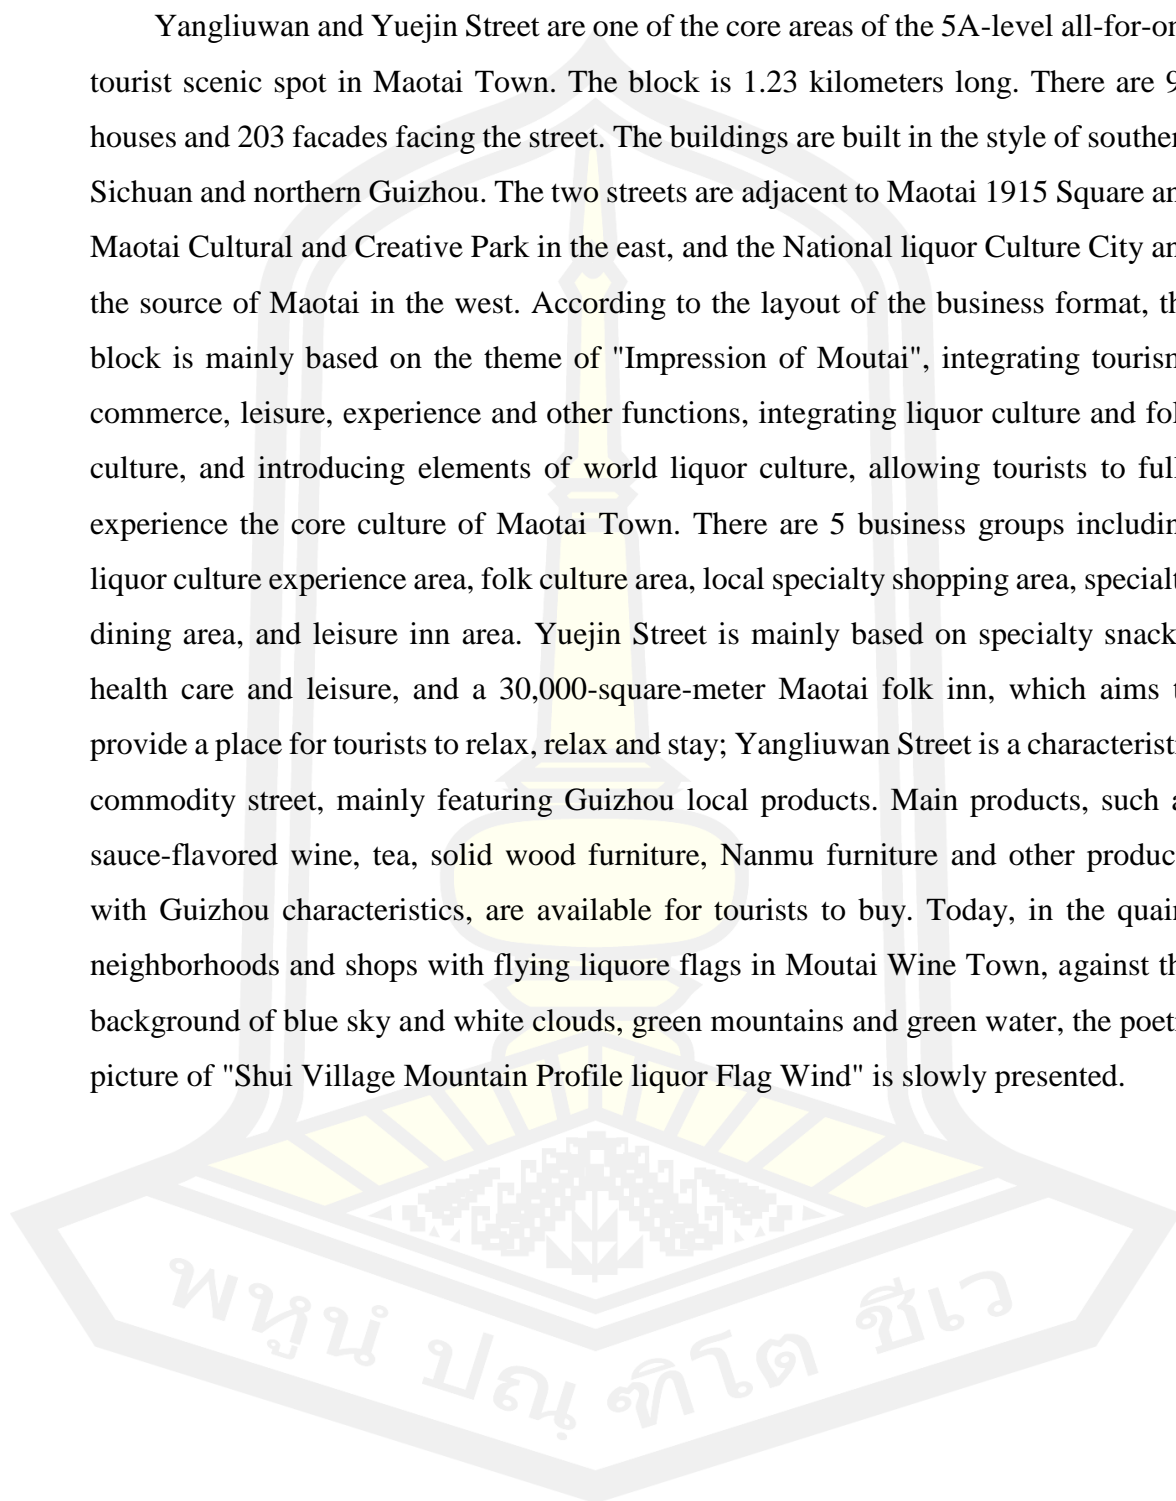 Yangliuwan and Yuejin Street are one of the core areas of the 5A-level all-for-on
tourist scenic spot in Maotai Town. The block is 1.23 kilometers long. There are 9
houses and 203 facades facing the street. The buildings are built in the style of souther
Sichuan and northern Guizhou. The two streets are adjacent to Maotai 1915 Square an
Maotai Cultural and Creative Park in the east, and the National liquor Culture City an
the source of Maotai in the west. According to the layout of the business format, th
block is mainly based on the theme of "Impression of Moutai", integrating tourism
commerce, leisure, experience and other functions, integrating liquor culture and fol
culture, and introducing elements of world liquor culture, allowing tourists to full
experience the core culture of Maotai Town. There are 5 business groups includin
liquor culture experience area, folk culture area, local specialty shopping area, specialt
dining area, and leisure inn area. Yuejin Street is mainly based on specialty snack
health care and leisure, and a 30,000-square-meter Maotai folk inn, which aims t
provide a place for tourists to relax, relax and stay; Yangliuwan Street is a characteristi
commodity street, mainly featuring Guizhou local products. Main products, such a
sauce-flavored wine, tea, solid wood furniture, Nanmu furniture and other produc
with Guizhou characteristics, are available for tourists to buy. Today, in the quain
neighborhoods and shops with flying liquore flags in Moutai Wine Town, against th
background of blue sky and white clouds, green mountains and green water, the poet
picture of "Shui Village Mountain Profile liquor Flag Wind" is slowly presented.
พหูนํ ปณฺฑิโต ชีเว